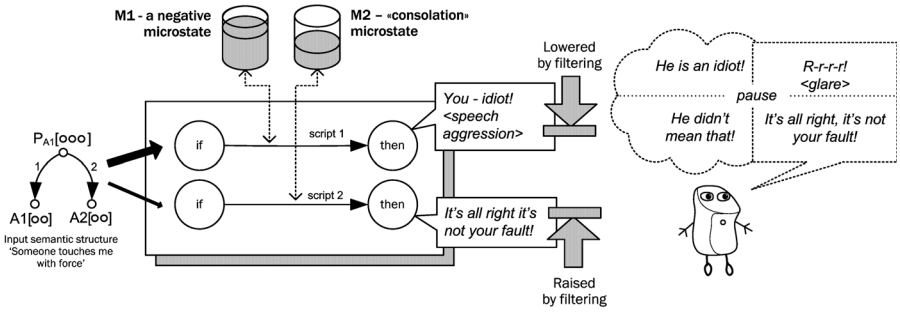 M1 - a negative
microstate
M2 – «consolation»
microstate
Lowered
by filtering
You - idiot!
<speech
aggression>
He is an idiot!
R-r-r-r!
<glare>
pause
He didn't
mean that!
It's all right, it's not
your fault!
PA1[ooo]
1
2
A1[oo]
A2[oo]
Input semantic structure
'Someone touches me
with force'
if
script 1
then
if
script 2
then
It's all right it's
not your fault!
Raised
by filtering